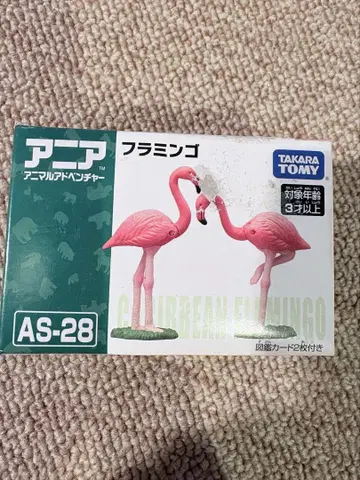 アニア
TM
アニマルアドベンチャー
フラミンゴ
TAKARA
TOMY
対象年齢
3才以上
CARIBBEAN FLAMINGO
AS-28
図鑑カード2枚付き